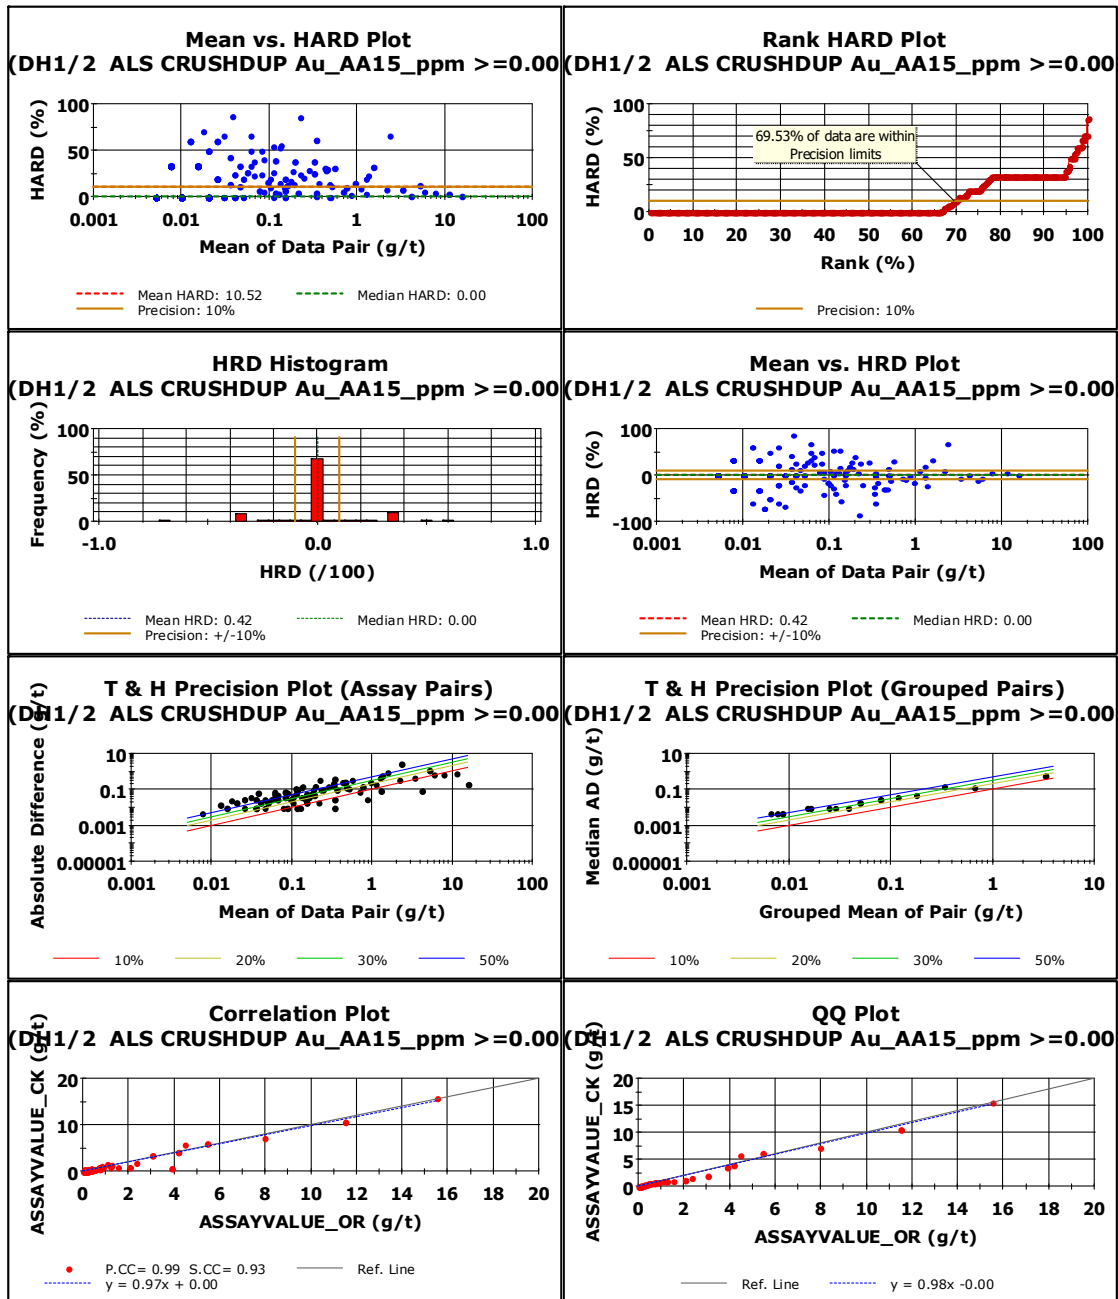 Mean vs. HARD Plot
(DH1/2 ALS CRUSHDUP Au_AA15_ppm >=0.00
HARD (%)
100
50
0
0.001
0.01
0.1
1
10
100
Mean of Data Pair (g/t)
Mean HARD: 10.52
Median HARD: 0.00
Precision: 10%
Rank HARD Plot
(DH1/2 ALS CRUSHDUP Au_AA15_ppm >=0.00
HARD (%)
100
50
0
69.53% of data are within
Precision limits
0 10 20 30 40 50 60 70 80 90 100
Rank (%)
Precision: 10%
HRD Histogram
(DH1/2 ALS CRUSHDUP Au_AA15_ppm >=0.00
Frequency (%)
100
50
0
-1.0 0.0 1.0
HRD (/100)
Mean HRD: 0.42
Median HRD: 0.00
Precision: +/-10%
Mean vs. HRD Plot
(DH1/2 ALS CRUSHDUP Au_AA15_ppm >=0.00
HRD (%)
100
0
-100
0.001 0.01 0.1 1 10 100
Mean of Data Pair (g/t)
Mean HRD: 0.42
Median HRD: 0.00
Precision: +/-10%
T & H Precision Plot (Assay Pairs)
(DH1/2 ALS CRUSHDUP Au_AA15_ppm >=0.00
Absolute Difference (g/t)
10
0.1
0.001
0.00001
0.001 0.01 0.1 1 10 100
Mean of Data Pair (g/t)
10% 20% 30% 50%
T & H Precision Plot (Grouped Pairs)
(DH1/2 ALS CRUSHDUP Au_AA15_ppm >=0.00
Median AD (g/t)
10
0.1
0.001
0.00001
0.001 0.01 0.1 1 10
Grouped Mean of Pair (g/t)
10% 20% 30% 50%
Correlation Plot
(DH1/2 ALS CRUSHDUP Au_AA15_ppm >=0.00
ASSAYVALUE_CK (g/t)
20
10
0
0 2 4 6 8 10 12 14 16 18 20
ASSAYVALUE_OR (g/t)
P.CC= 0.99 S.CC= 0.93
Ref. Line
y = 0.97x + 0.00
QQ Plot
(DH1/2 ALS CRUSHDUP Au_AA15_ppm >=0.00
ASSAYVALUE_CK (g/t)
20
15
10
5
0
0 2 4 6 8 10 12 14 16 18 20
ASSAYVALUE_OR (g/t)
Ref. Line
y = 0.98x -0.00